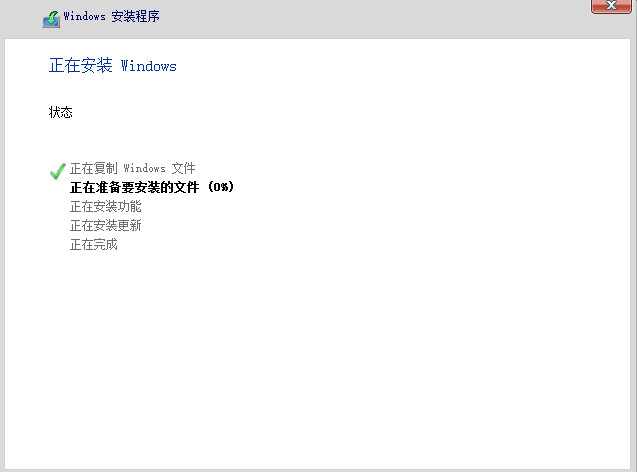 Windows 安装程序
正在安装 Windows
状态
正在复制 Windows 文件
正在准备要安装的文件 (0%)
正在安装功能
正在安装更新
正在完成